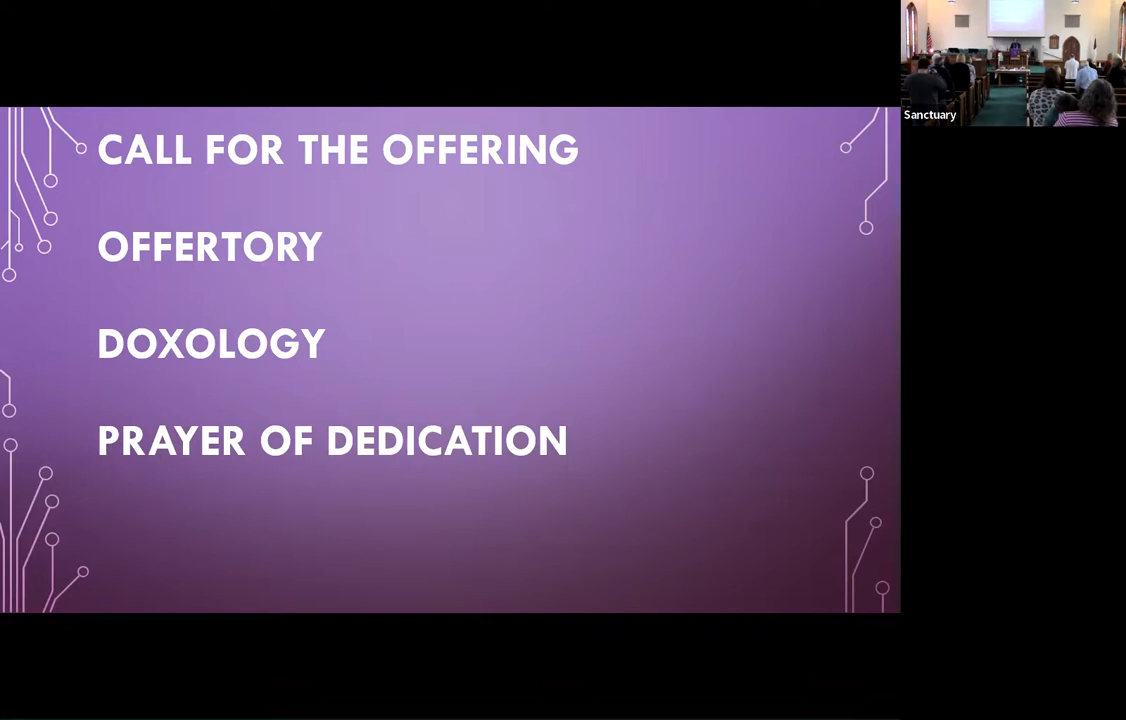 CALL FOR THE OFFERING
OFFERTORY
DOXOLOGY
PRAYER OF DEDICATION
Sanctuary